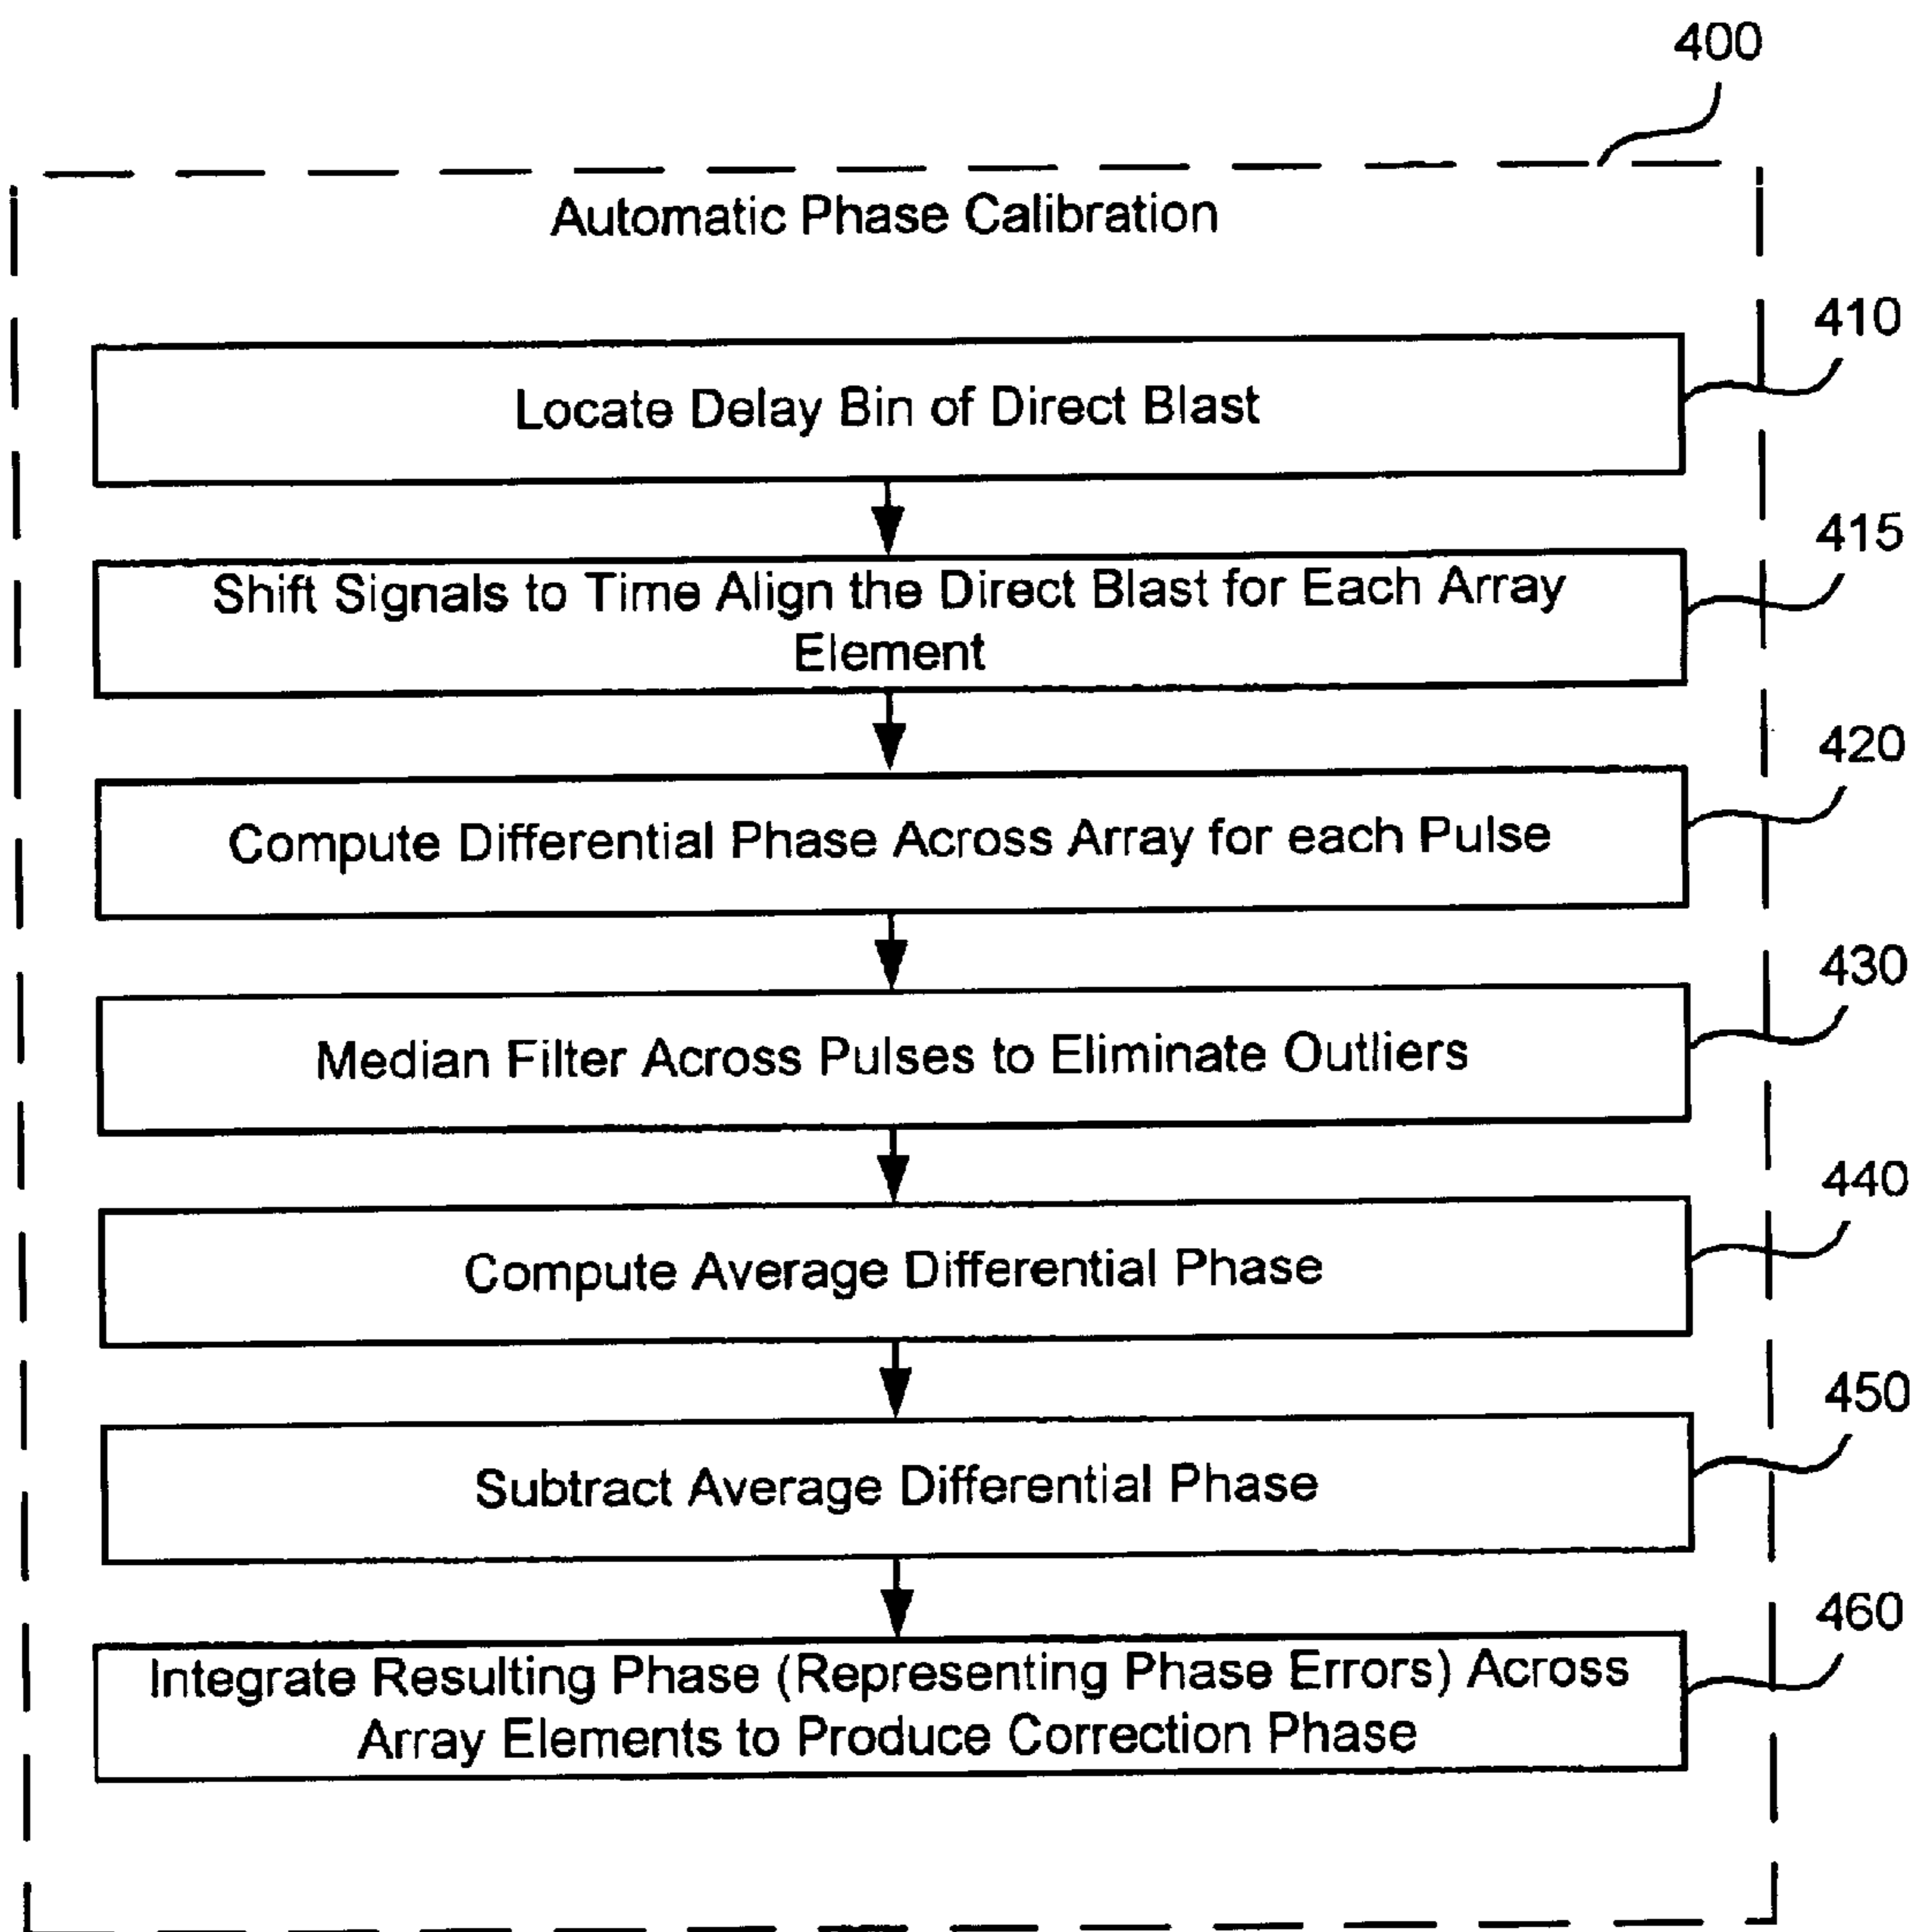 400
Automatic Phase Calibration
410
Locate Delay Bin of Direct Blast
415
Shift Signals to Time Align the Direct Blast for Each Array
Element
420
Compute Differential Phase Across Array for each Pulse
430
Median Filter Across Pulses to Eliminate Outliers
440
Compute Average Differential Phase
450
Subtract Average Differential Phase
460
Integrate Resulting Phase (Representing Phase Errors) Across
Array Elements to Produce Correction Phase